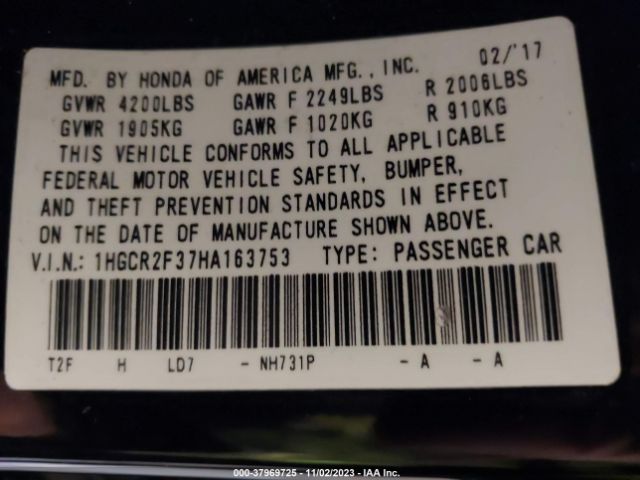 MFD. BY HONDA OF AMERICA MFG., INC. 02/'17
GVWR 4200LBS GAWR F 2249LBS R 2006LBS
GVWR 1905KG GAWR F 1020KG R 910KG
THIS VEHICLE CONFORMS TO ALL APPLICABLE
FEDERAL MOTOR VEHICLE SAFETY, BUMPER,
AND THEFT PREVENTION STANDARDS IN EFFECT
ON THE DATE OF MANUFACTURE SHOWN ABOVE.
V.I.N.: 1HGCR2F37HA163753 TYPE: PASSENGER CAR
T2F H LD7 - NH731P - A - A
000-37969725 - 11/02/2023 - IAA Inc.